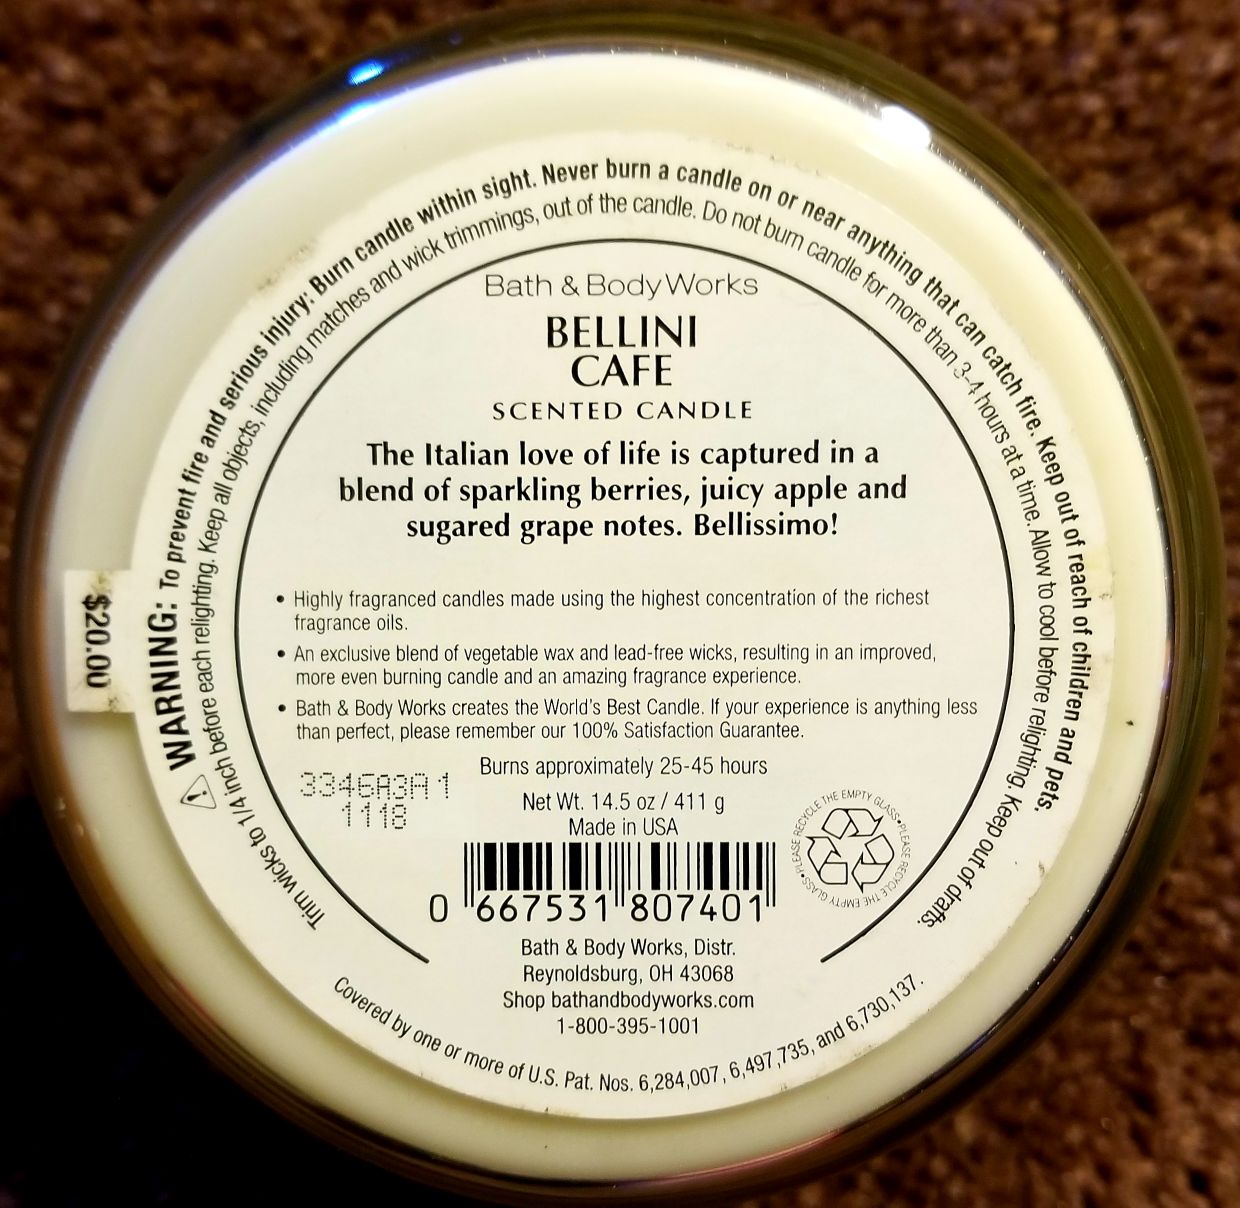 WARNING: To prevent fire and serious injury: Burn candle within sight. Never burn a candle on or near anything that can catch fire. Keep out of reach of children and pets.
Trim wicks to 1/4 inch before each relighting. Keep all objects, including matches and wick trimmings, out of the candle. Do not burn candle for more than 3-4 hours at a time. Allow to cool before relighting. Keep out of drafts.
Bath & Body Works
BELLINI
CAFE
SCENTED CANDLE
The Italian love of life is captured in a
blend of sparkling berries, juicy apple and
sugared grape notes. Bellissimo!
• Highly fragranced candles made using the highest concentration of the richest
fragrance oils.
• An exclusive blend of vegetable wax and lead-free wicks, resulting in an improved,
more even burning candle and an amazing fragrance experience.
• Bath & Body Works creates the World's Best Candle. If your experience is anything less
than perfect, please remember our 100% Satisfaction Guarantee.
Burns approximately 25-45 hours
3346A3A1
1118
Net Wt. 14.5 oz / 411 g
Made in USA
PLEASE RECYCLE THE EMPTY GLASS • PLEASE RECYCLE THE EMPTY GLASS •
0 667531 807401
Bath & Body Works, Distr.
Reynoldsburg, OH 43068
Shop bathandbodyworks.com
1-800-395-1001
Covered by one or more of U.S. Pat. Nos. 6,284,007, 6,497,735, and 6,730,137.
$20.00